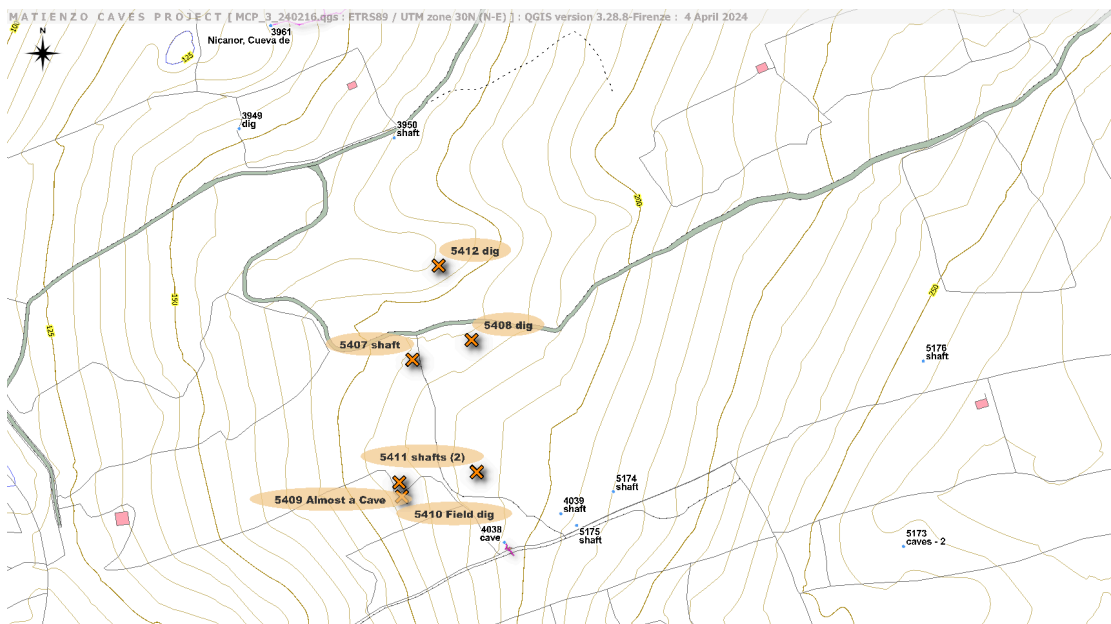 MATIENZO CAVES PROJECT [ MCP_3_240216.qgs : ETRS89 / UTM zone 30N (N-E) ] : QGIS version 3.28.8-Firenze : 4 April 2024
3961
Nicanor, Cueva de
N
125
3949
dig
3950
shaft
200
5412 dig
250
150
5408 dig
125
5407 shaft
5176
shaft
5411 shafts (2)
5174
shaft
5409 Almost a Cave
4039
shaft
5410 Field dig
4038
cave
5175
shaft
5173
caves - 2